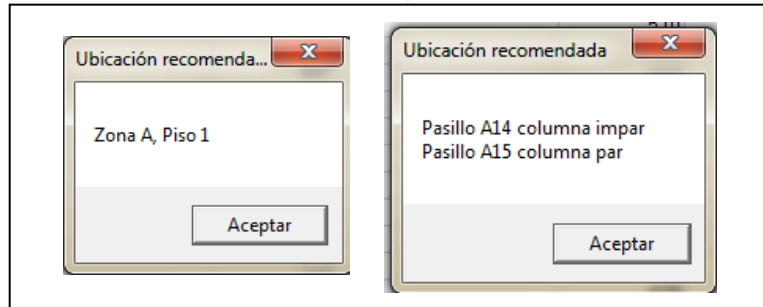 Ubicación recomenda...
Zona A, Piso 1
Aceptar
Ubicación recomendada
Pasillo A14 columna impar
Pasillo A15 columna par
Aceptar